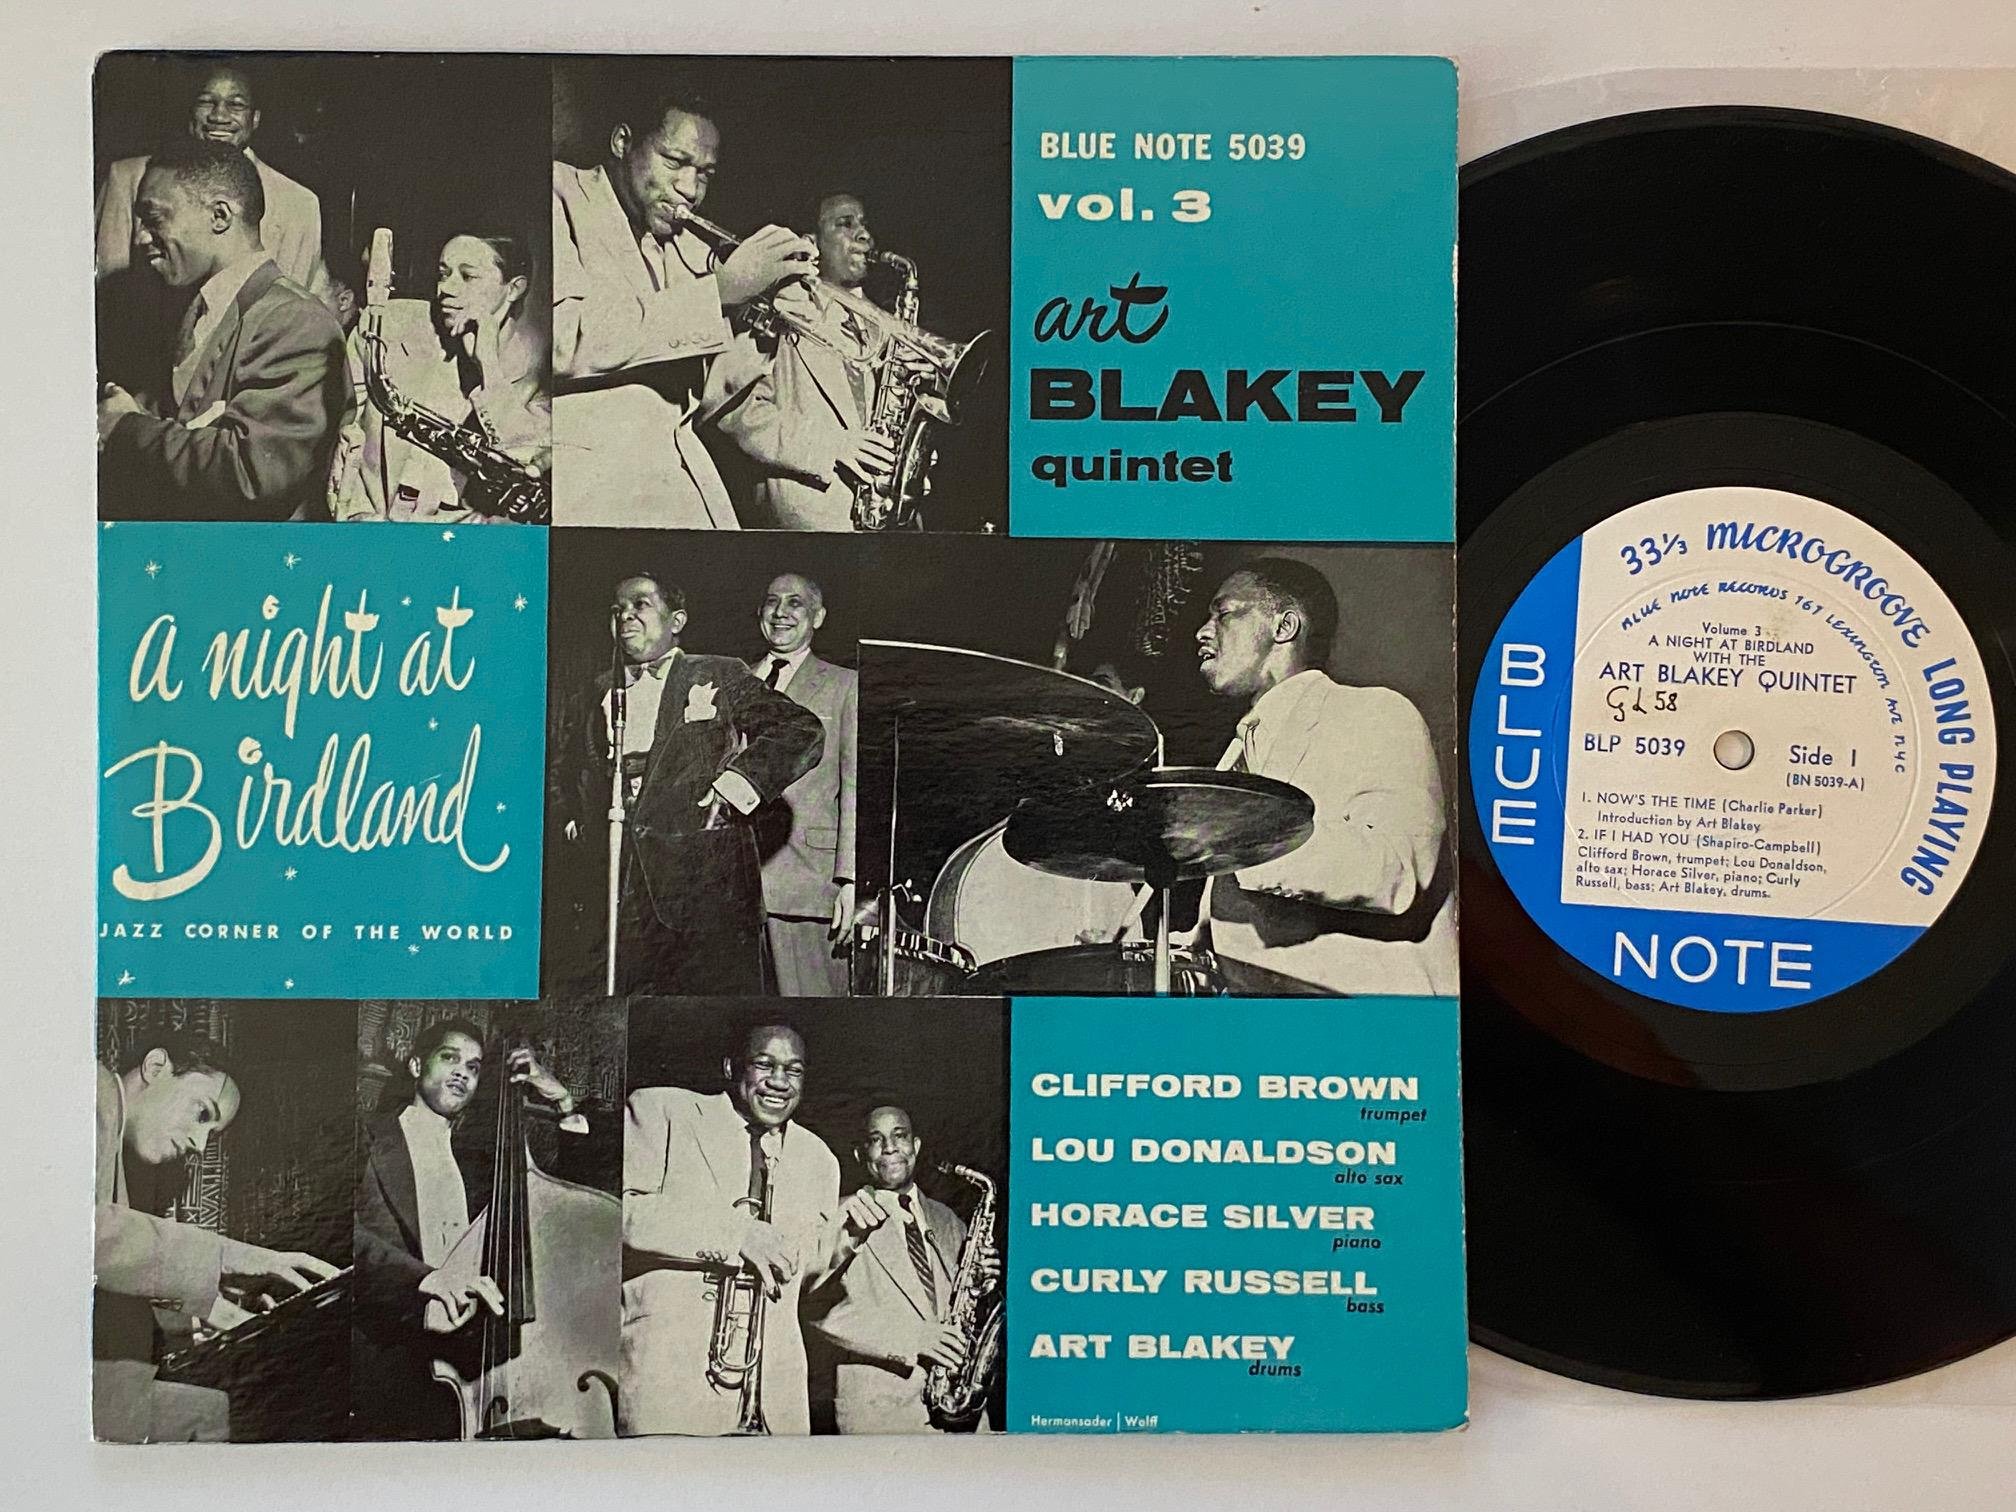 BLUE NOTE 5039
vol. 3
art
BLAKEY
quintet
a night at
Birdland
JAZZ CORNER OF THE WORLD
CLIFFORD BROWN
trumpet
LOU DONALDSON
alto sax
HORACE SILVER
piano
CURLY RUSSELL
bass
ART BLAKEY
drums
Hermansader | Wolff
33 1/3 MICROGROOVE LONG PLAYING
BLUE NOTE RECORDS 767 LEXINGTON AVE NYC
Volume 3
A NIGHT AT BIRDLAND
WITH THE
ART BLAKEY QUINTET
58
BLP 5039
Side 1
(BN 5039-A)
1. NOW'S THE TIME (Charlie Parker)
Introduction by Art Blakey
2. IF I HAD YOU (Shapiro-Campbell)
Clifford Brown, trumpet; Lou Donaldson,
alto sax; Horace Silver, piano; Curly
Russell, bass; Art Blakey, drums.
BLUE
NOTE